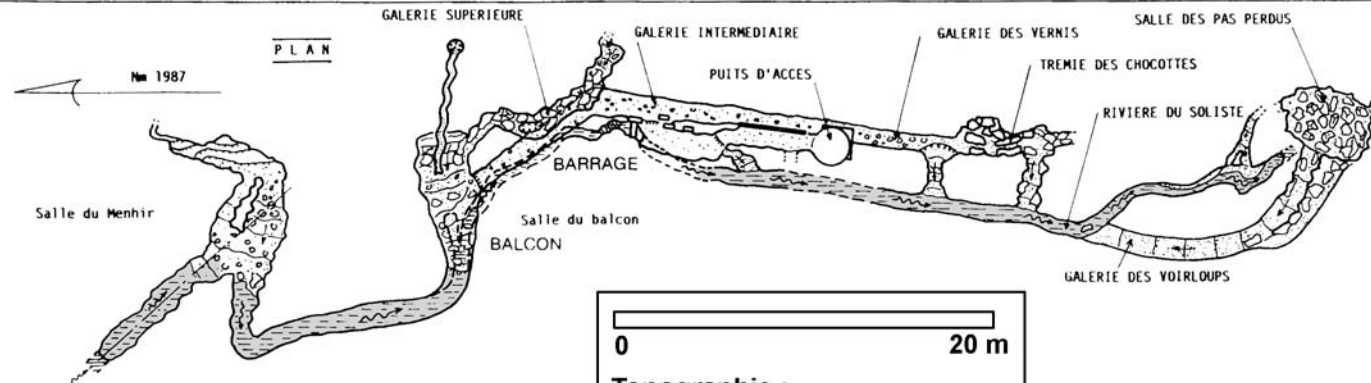 PLAN
Nm 1987
GALERIE SUPERIEURE
GALERIE INTERMEDIAIRE
PUITS D'ACCES
GALERIE DES VERNIS
TREMIE DES CHOCOTTES
SALLE DES PAS PERDUS
RIVIERE DU SOLISTE
BARRAGE
Salle du Menhir
Salle du balcon
BALCON
GALERIE DES VOIRLOUPS
0 20 m
Topographie :